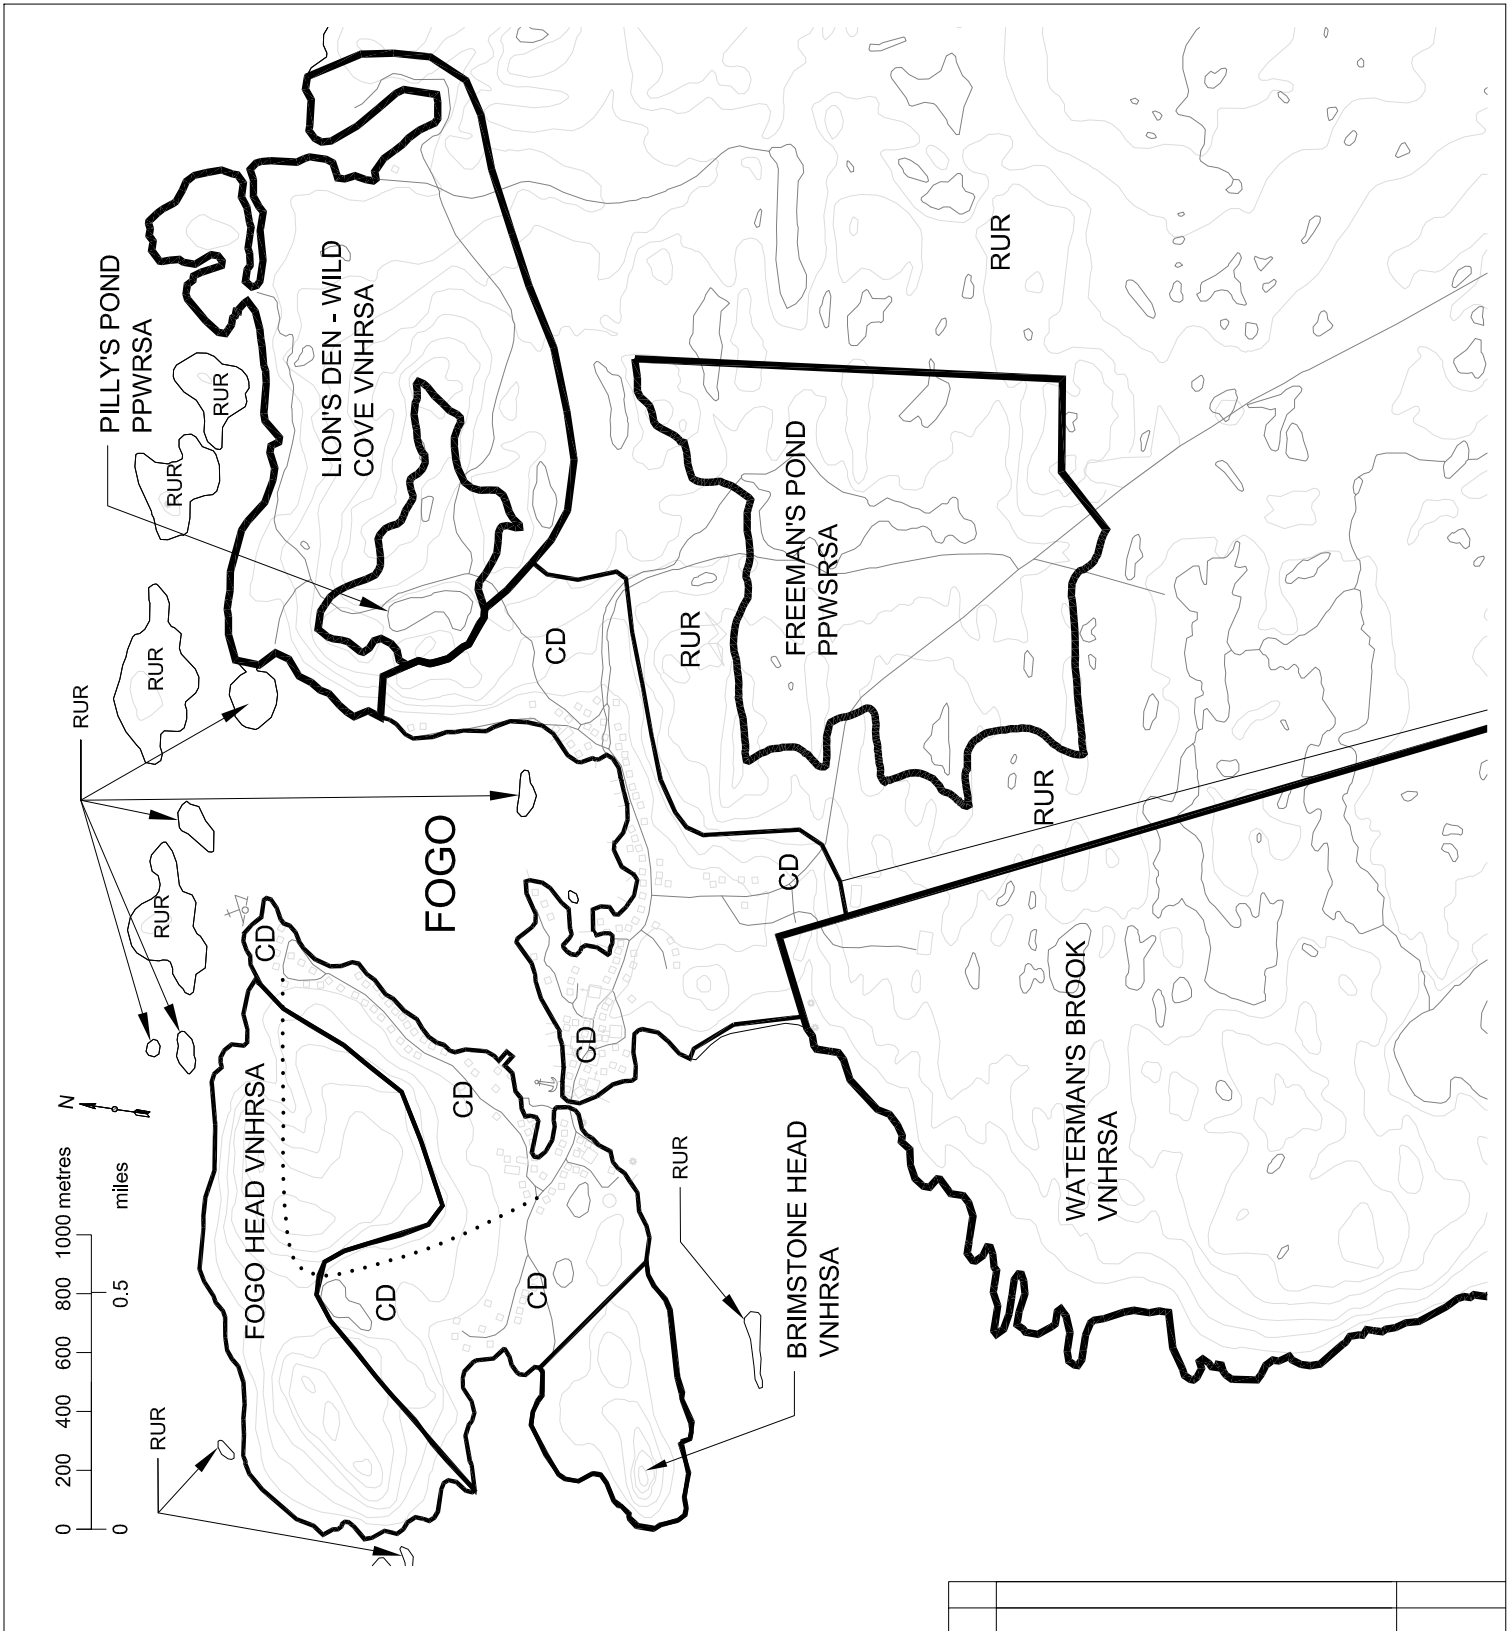 PILLY'S POND
PPWRSA
LION'S DEN - WILD
COVE VNHRSA
RUR
RUR
RUR
RUR
RUR
RUR
FREEMAN'S POND
PPWSRSA
CD
RUR
RUR
FOGO
CD
CD
CD
CD
CD
CD
N
FOGO HEAD VNHRSA
WATERMAN'S BROOK
VNHRSA
BRIMSTONE HEAD
VNHRSA
RUR
RUR
0 200 400 600 800 1000 metres
0 0.5 miles